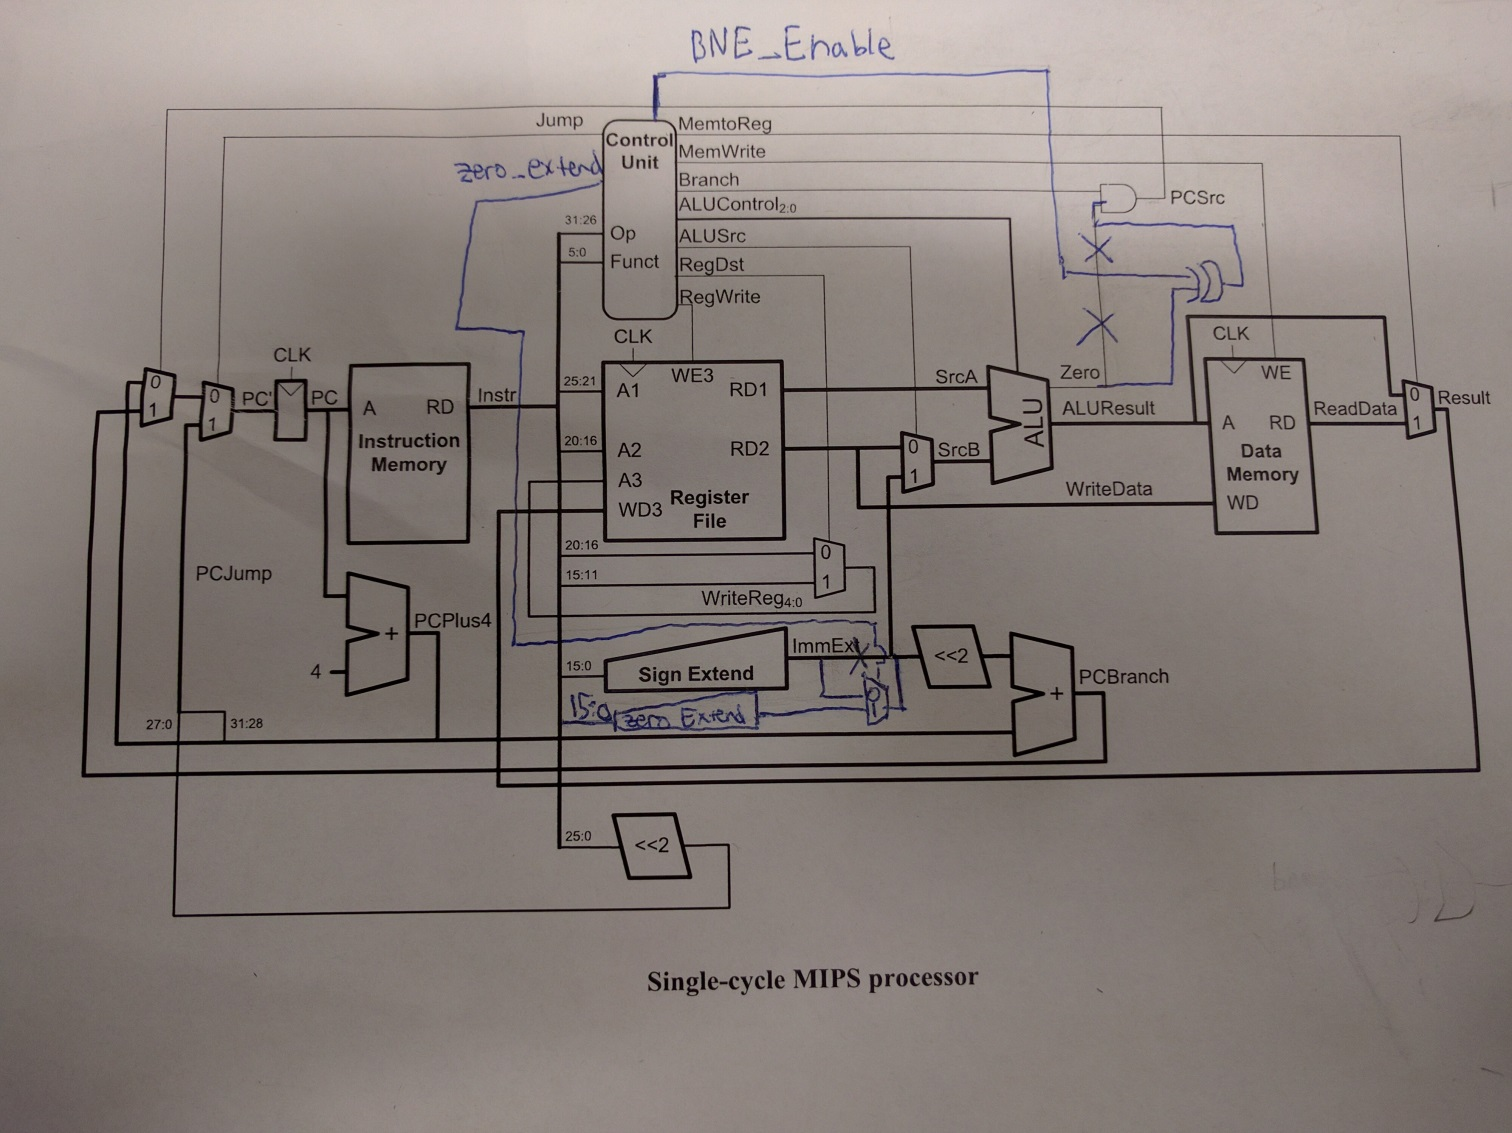 BNE_Enable
Jump
MemtoReg
Control
Unit
MemWrite
zero_extend
Branch
PCSrc
ALUControl2:0
31:26
Op
ALUSrc
5:0
Funct
RegDst
RegWrite
CLK
CLK
CLK
Zero
WE
0
1
0
1
PC'
PC
A
RD
Instruction
Memory
Instr
25:21
A1
WE3
RD1
SrcA
ALU
ALUResult
A
RD
Data
Memory
WD
ReadData
0
1
Result
20:16
A2
RD2
0
1
SrcB
A3
WD3
Register
File
WriteData
20:16
15:11
0
1
WriteReg4:0
PCJump
PCPlus4
+
4
15:0
Sign Extend
ImmExt
<<2
PCBranch
+
15:0
zero Extend
0
1
27:0
31:28
25:0
<<2
Single-cycle MIPS processor